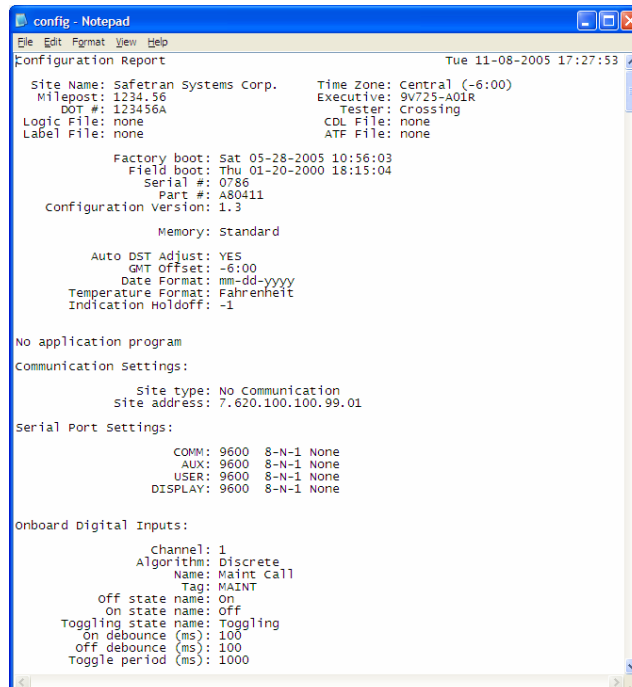 config - Notepad
File Edit Format View Help
Configuration Report Tue 11-08-2005 17:27:53
Site Name: Safetran Systems Corp. Time Zone: Central (-6:00)
Milepost: 1234.56 Executive: 9V725-A01R
DOT #: 123456A Tester: Crossing
Logic File: none CDL File: none
Label File: none ATF File: none
Factory boot: Sat 05-28-2005 10:56:03
Field boot: Thu 01-20-2000 18:15:04
Serial #: 0786
Part #: A80411
Configuration Version: 1.3
Memory: Standard
Auto DST Adjust: YES
GMT Offset: -6:00
Date Format: mm-dd-yyyy
Temperature Format: Fahrenheit
Indication Holdoff: -1
No application program
Communication Settings:
Site type: No Communication
Site address: 7.620.100.100.99.01
Serial Port Settings:
COMM: 9600 8-N-1 None
AUX: 9600 8-N-1 None
USER: 9600 8-N-1 None
DISPLAY: 9600 8-N-1 None
Onboard Digital Inputs:
Channel: 1
Algorithm: Discrete
Name: Maint Call
Tag: MAINT
Off state name: On
On state name: Off
Toggling state name: Toggling
On debounce (ms): 100
Off debounce (ms): 100
Toggle period (ms): 1000